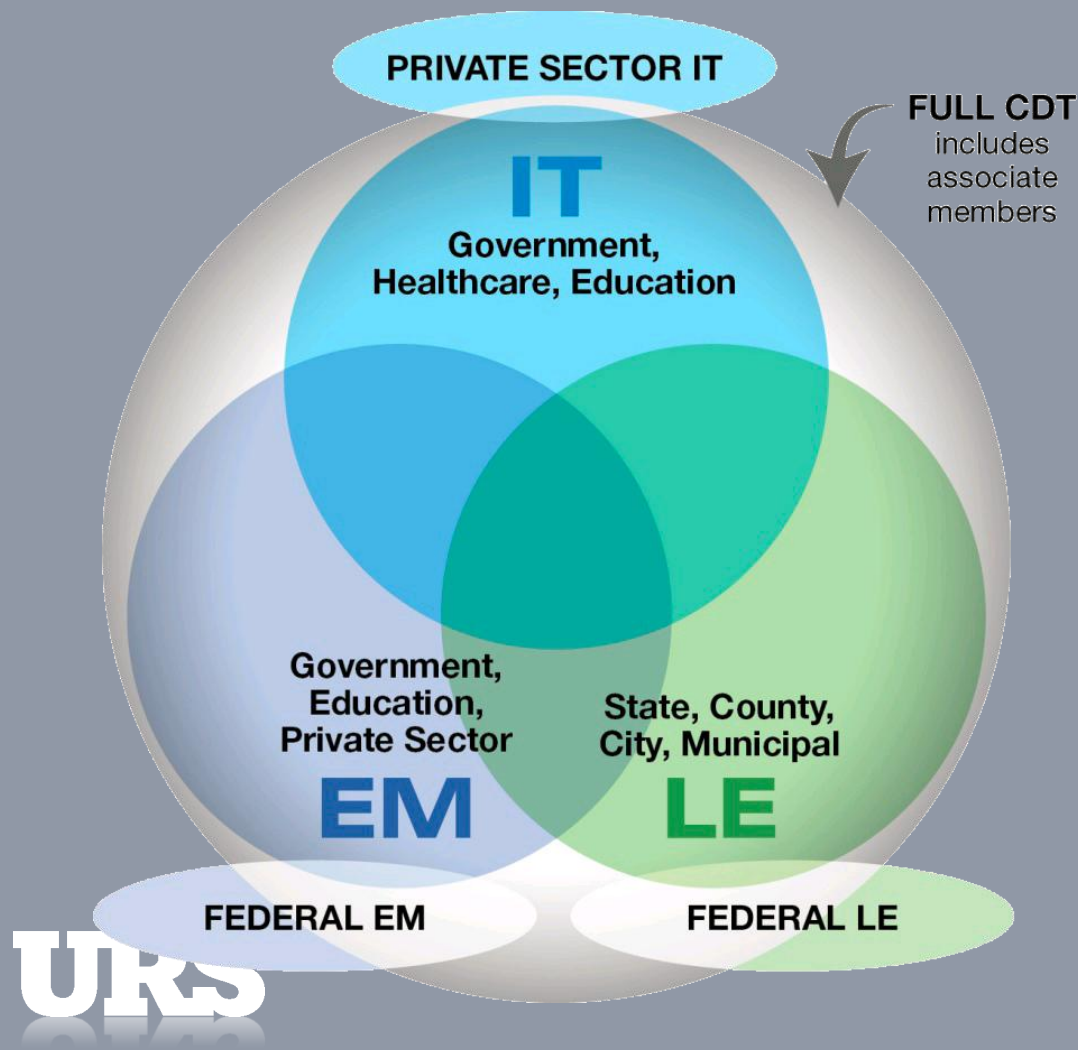 PRIVATE SECTOR IT
FULL CDT
includes
associate
members
IT
Government,
Healthcare, Education
Government,
Education,
Private Sector
EM
State, County,
City, Municipal
LE
FEDERAL EM
FEDERAL LE
URS